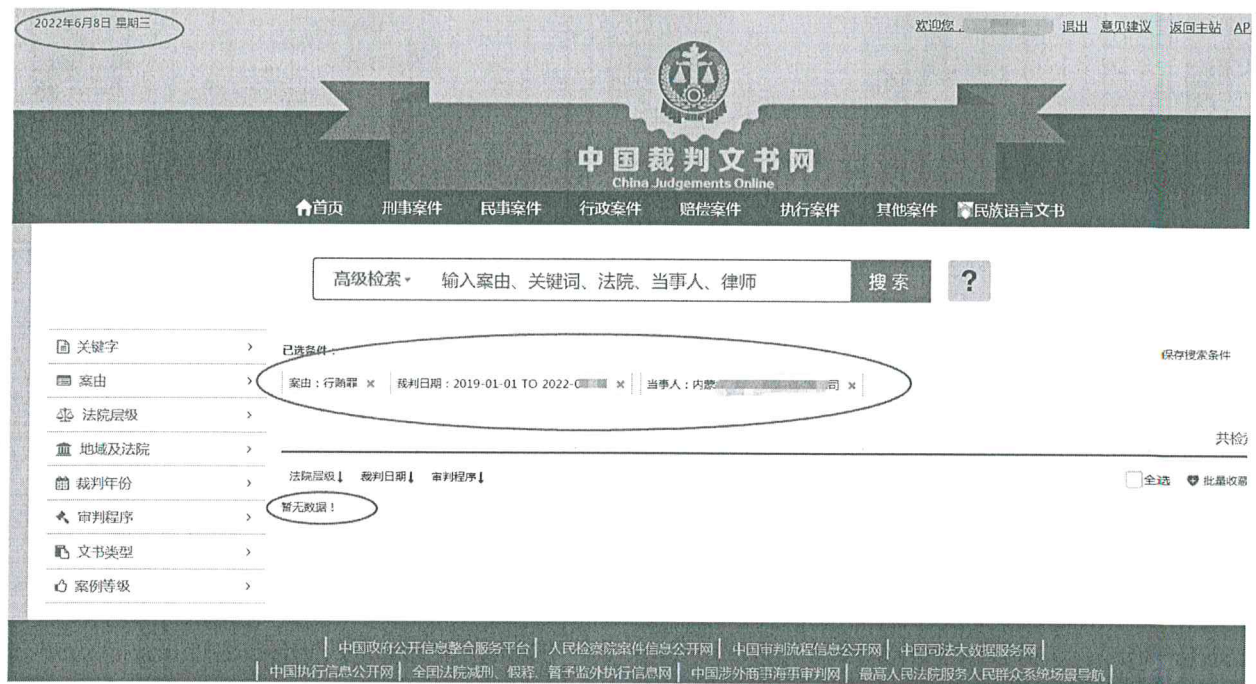 2022年6月8日 星期三
欢迎您， 退出 意见建议 返回主站 AP
中国裁判文书网
China Judgements Online
首页 刑事案件 民事案件 行政案件 赔偿案件 执行案件 其他案件 民族语言文书
高级检索 输入案由、关键词、法院、当事人、律师 搜索 ?
关键字
案由
法院层级
地域及法院
裁判年份
审判程序
文书类型
案例等级
已选条件：
保存搜索条件
案由：行贿罪 × 裁判日期：2019-01-01 TO 2022-0 × 当事人：内蒙 司 ×
共检
法院层级↓ 裁判日期↓ 审判程序↓
全选 批量收藏
暂无数据！
中国政府公开信息整合服务平台 | 人民检察院案件信息公开网 | 中国审判流程信息公开网 | 中国司法大数据服务网 |
中国执行信息公开网 | 全国法院减刑、假释、暂予监外执行信息网 | 中国涉外商事海事审判网 | 最高人民法院服务人民群众系统场景导航 |